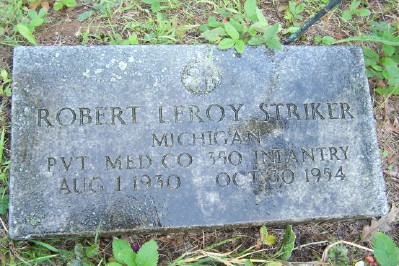 ROBERT LEROY STRIKER
MICHIGAN
PVT MED CO 350 INFANTRY
AUG 1 1930 OCT 30 1954